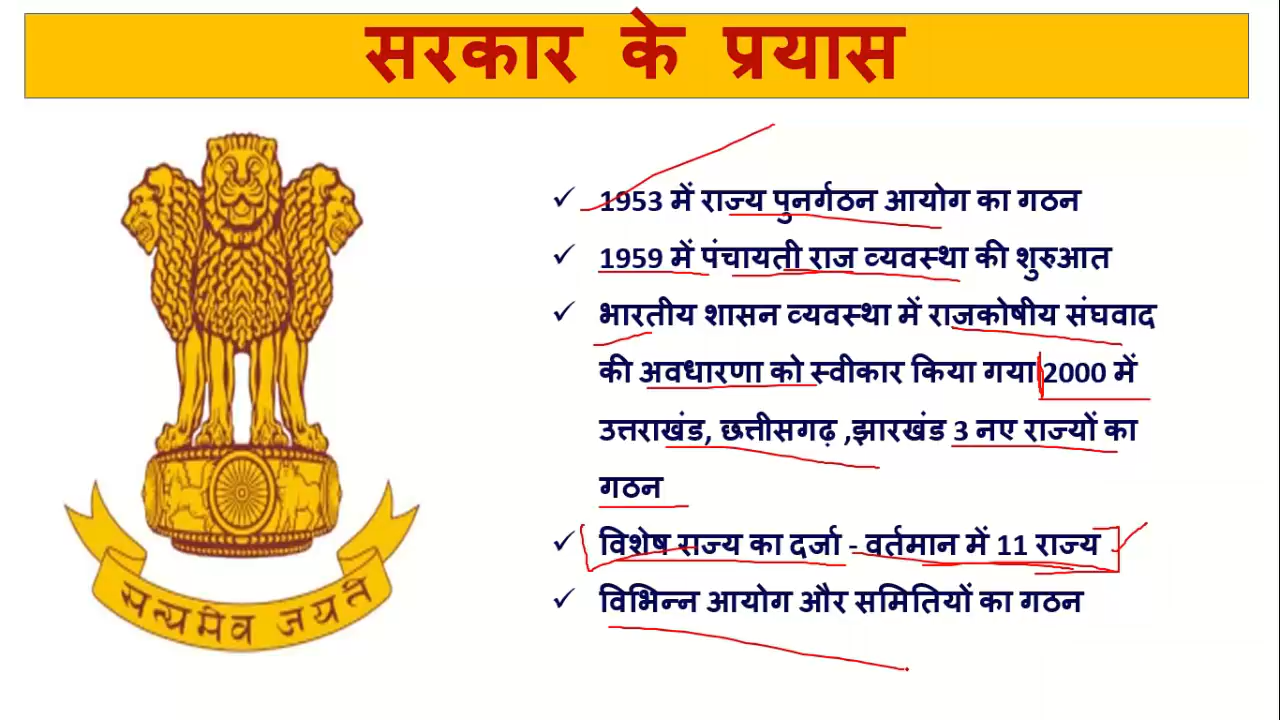 सरकार के प्रयास
✓ 1953 में राज्य पुनर्गठन आयोग का गठन
✓ 1959 में पंचायती राज व्यवस्था की शुरुआत
✓ भारतीय शासन व्यवस्था में राजकोषीय संघवाद
की अवधारणा को स्वीकार किया गया 2000 में
उत्तराखंड, छत्तीसगढ़ ,झारखंड 3 नए राज्यों का
गठन
✓ विशेष राज्य का दर्जा - वर्तमान में 11 राज्य
✓ विभिन्न आयोग और समितियों का गठन
सत्यमेव जयते